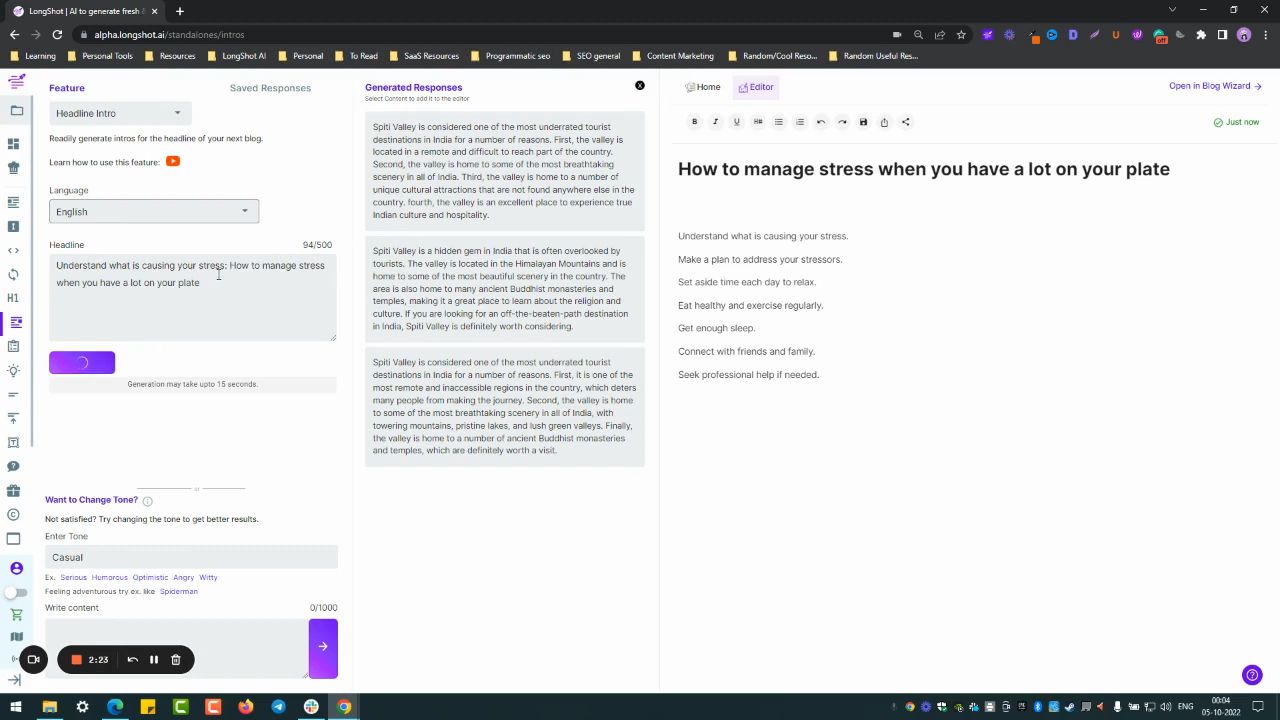 LongShot | AI to generate fresh &
alpha.longshot.ai/standalones/intros
Learning
Pro Tools
Resources
LongShot AI
Personal
To Read
SaaS Resources
Programmatic seo
SEO general
Content Marketing
Random/Cool Reso...
Random Useful Reso...
off
Feature
Saved Responses
Headline Intro
Readily generate intros for the headline of your next blog.
Learn how to use this feature:
Language
English
Headline
94/500
Understand what is causing your stress: How to manage stress
when you have a lot on your plate
Generation may take upto 15 seconds.
or
Want to Change Tone?
Not satisfied? Try changing the tone to get better results.
Enter Tone
Casual
Ex. Serious Humorous Optimistic Angry Witty
Feeling adventurous try ex. like Spiderman
Write content
0/1000
2:23
H1
Generated Responses
Select Content to add it to the editor
X
Spiti Valley is considered one of the most underrated tourist
destinations in India for a number of reasons. First, the valley is
located in a remote and difficult to reach part of the country.
Second, the valley is home to some of the most breathtaking
scenery in all of India. Third, the valley is home to a number of
unique cultural attractions that are not found anywhere else in the
country. fourth, the valley is an excellent place to experience true
Indian culture and hospitality.
Spiti Valley is a hidden gem in India that is often overlooked by
tourists. The valley is located in the Himalayan Mountains and is
home to some of the most beautiful scenery in the country. The
area is also home to many ancient Buddhist monasteries and
temples, making it a great place to learn about the religion and
culture. If you are looking for an off-the-beaten-path destination
in India, Spiti Valley is definitely worth considering.
Spiti Valley is considered one of the most underrated tourist
destinations in India for a number of reasons. First, it is one of the
most remote and inaccessible regions in the country, which deters
many people from making the journey. Second, the valley is home
to some of the most breathtaking scenery in all of India, with
towering mountains, pristine lakes, and lush green valleys. Finally,
the valley is home to a number of ancient Buddhist monasteries
and temples, which are definitely worth a visit.
Home
Editor
Open in Blog Wizard
B I U H#
Just now
How to manage stress when you have a lot on your plate
Understand what is causing your stress.
Make a plan to address your stressors.
Set aside time each day to relax.
Eat healthy and exercise regularly.
Get enough sleep.
Connect with friends and family.
Seek professional help if needed.
ENG
00:04
05-10-2022